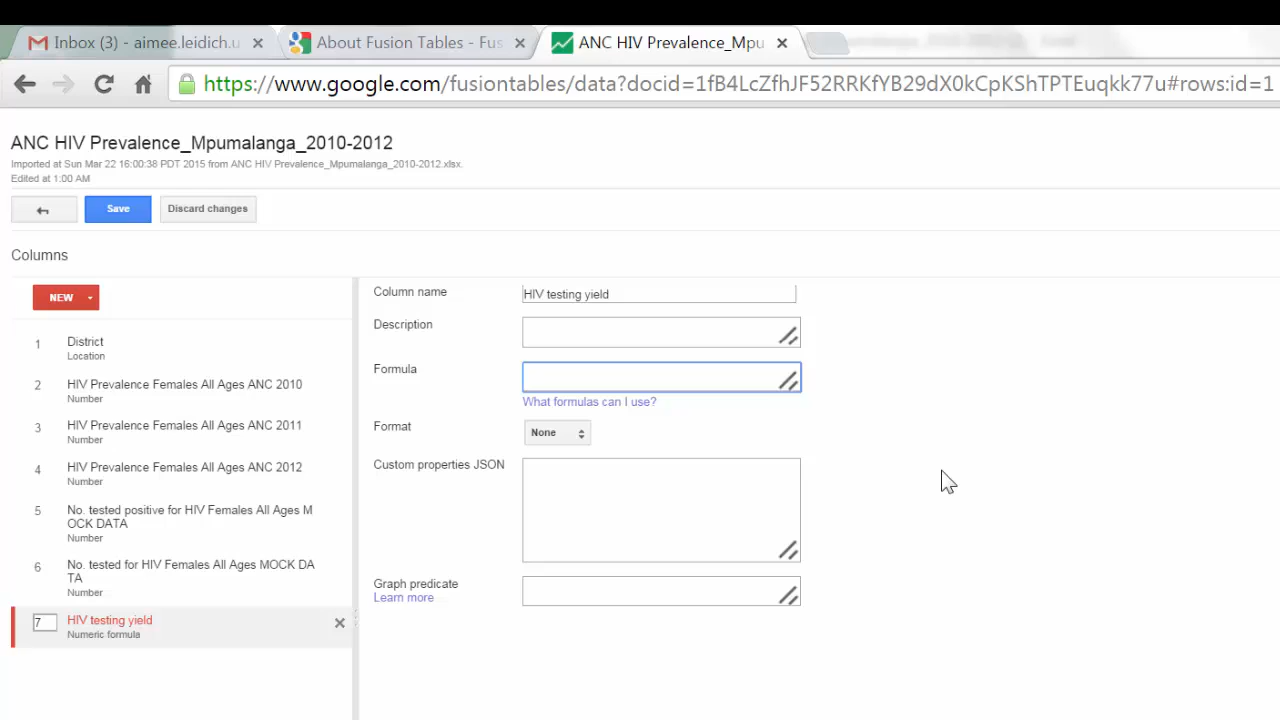 Inbox (3) - aimee.leidich.u
About Fusion Tables - Fus
ANC HIV Prevalence_Mpu
https://www.google.com/fusiontables/data?docid=1fB4LcZfhJF52RRKfYB29dX0kCpKShTPTEuqkk77u#rows:id=1
ANC HIV Prevalence_Mpumalanga_2010-2012
Imported at Sun Mar 22 16:00:38 PDT 2015 from ANC HIV Prevalence_Mpumalanga_2010-2012.xlsx.
Edited at 1:00 AM
Save
Discard changes
Columns
NEW
1 District
Location
2 HIV Prevalence Females All Ages ANC 2010
Number
3 HIV Prevalence Females All Ages ANC 2011
Number
4 HIV Prevalence Females All Ages ANC 2012
Number
5 No. tested positive for HIV Females All Ages M
OCK DATA
Number
6 No. tested for HIV Females All Ages MOCK DA
TA
Number
7 HIV testing yield
Numeric formula
Column name HIV testing yield
Description
Formula
What formulas can I use?
Format None
Custom properties JSON
Graph predicate
Learn more